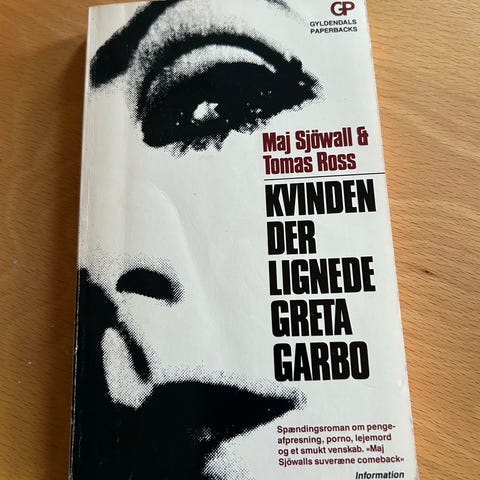 GP
GYLDENDALS
PAPERBACKS
Maj Sjöwall &
Tomas Ross
KVINDEN
DER
LIGNEDE
GRETA
GARBO
Spændingsroman om penge-
afpresning, porno, lejemord
og et smukt venskab. »Maj
Sjöwalls suveræne comeback«
Information